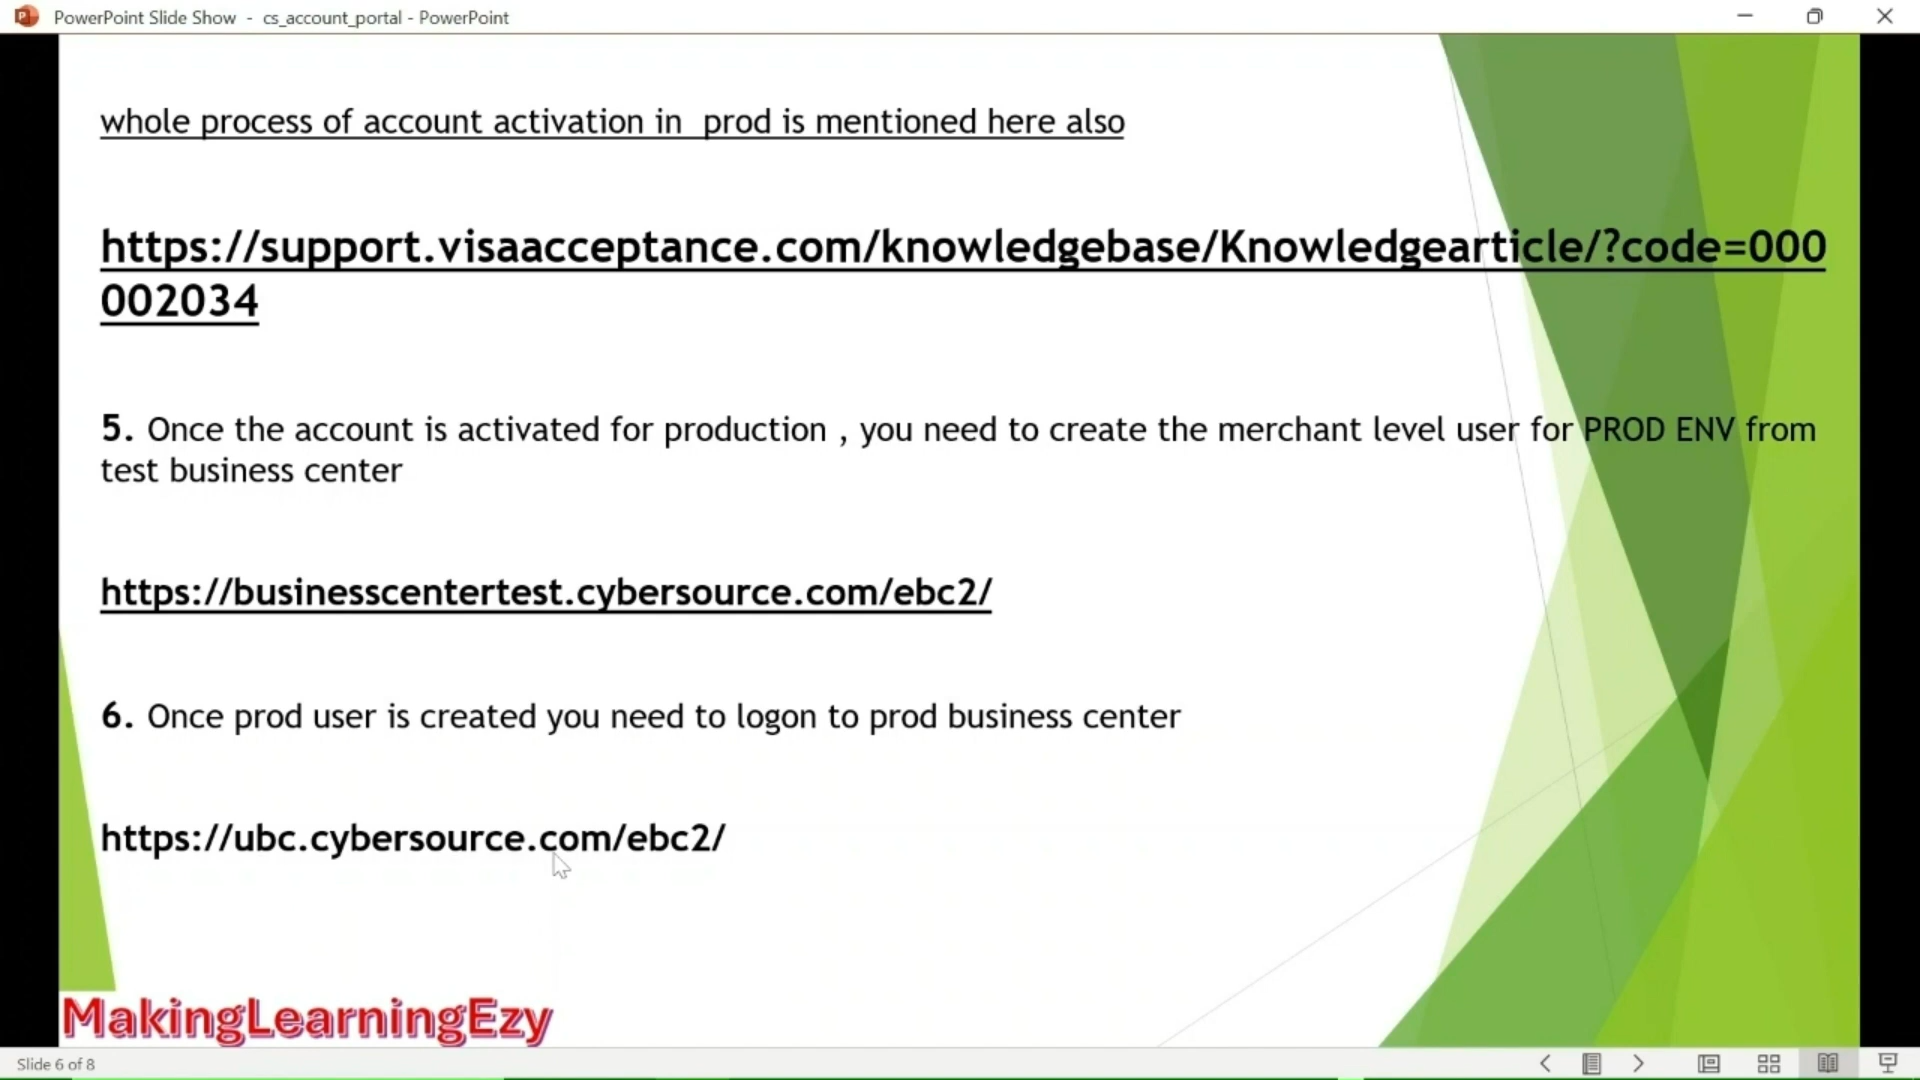 PowerPoint Slide Show - cs_account_portal - PowerPoint
whole process of account activation in prod is mentioned here also
https://support.visaacceptance.com/knowledgebase/Knowledgearticle/?code=000
002034
5. Once the account is activated for production , you need to create the merchant level user for PROD ENV from
test business center
https://businesscentertest.cybersource.com/ebc2/
6. Once prod user is created you need to logon to prod business center
https://ubc.cybersource.com/ebc2/
MakingLearningEzy
Slide 6 of 8